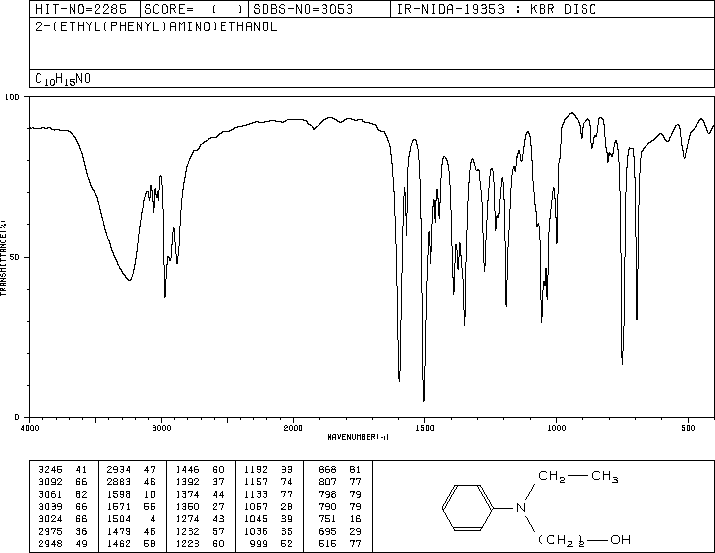 HIT-NO=2285 SCORE= ( ) SDBS-NO=3053 IR-NIDA-19353 : KBR DISC
2-(ETHYL(PHENYL)AMINO)ETHANOL
C10H15NO
100
50
0
TRANSMITTANCE(%)
4000 3000 2000 1500 1000 500
WAVENUMBER(-1)
3245 41 2934 47 1446 60 1192 33 868 81
3092 66 2883 46 1392 37 1157 74 807 77
3061 62 1598 10 1374 44 1133 77 798 79
3039 66 1571 55 1350 27 1057 28 790 79
3024 66 1504 4 1274 43 1045 39 751 16
2975 36 1479 46 1232 57 1036 35 695 29
2948 49 1462 58 1223 60 999 52 515 77
CH2 CH3
N
(CH2)2 OH